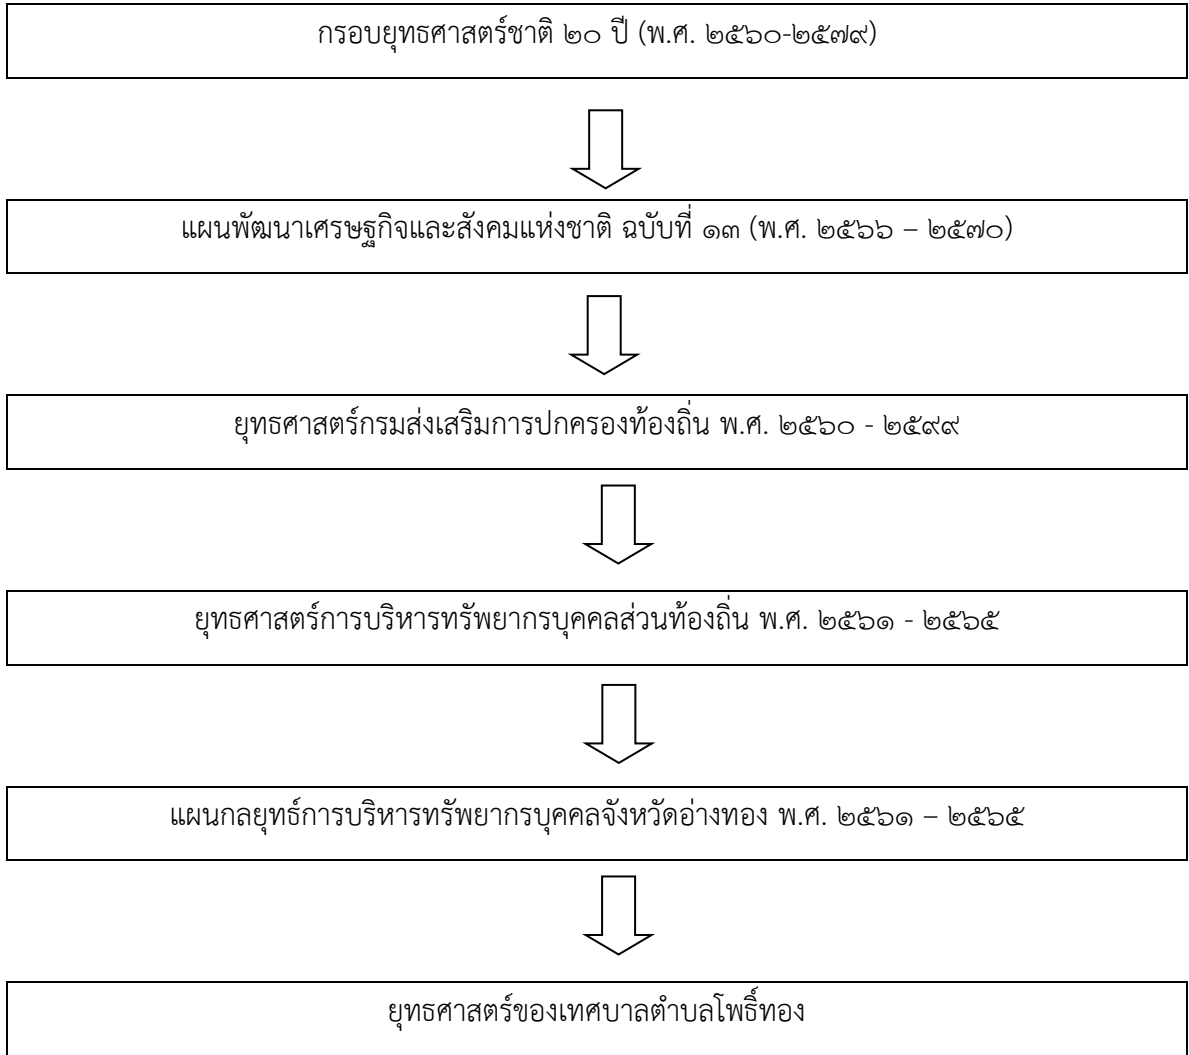 กรอบยุทธศาสตร์ชาติ ๒๐ ปี (พ.ศ. ๒๕๖๐-๒๕๗๙)
แผนพัฒนาเศรษฐกิจและสังคมแห่งชาติ ฉบับที่ ๑๓ (พ.ศ. ๒๕๖๖ – ๒๕๗๐)
ยุทธศาสตร์กรมส่งเสริมการปกครองท้องถิ่น พ.ศ. ๒๕๖๐ - ๒๕๙๙
ยุทธศาสตร์การบริหารทรัพยากรบุคคลส่วนท้องถิ่น พ.ศ. ๒๕๖๑ - ๒๕๖๕
แผนกลยุทธ์การบริหารทรัพยากรบุคคลจังหวัดอ่างทอง พ.ศ. ๒๕๖๑ – ๒๕๖๕
ยุทธศาสตร์ของเทศบาลตำบลโพธิ์ทอง